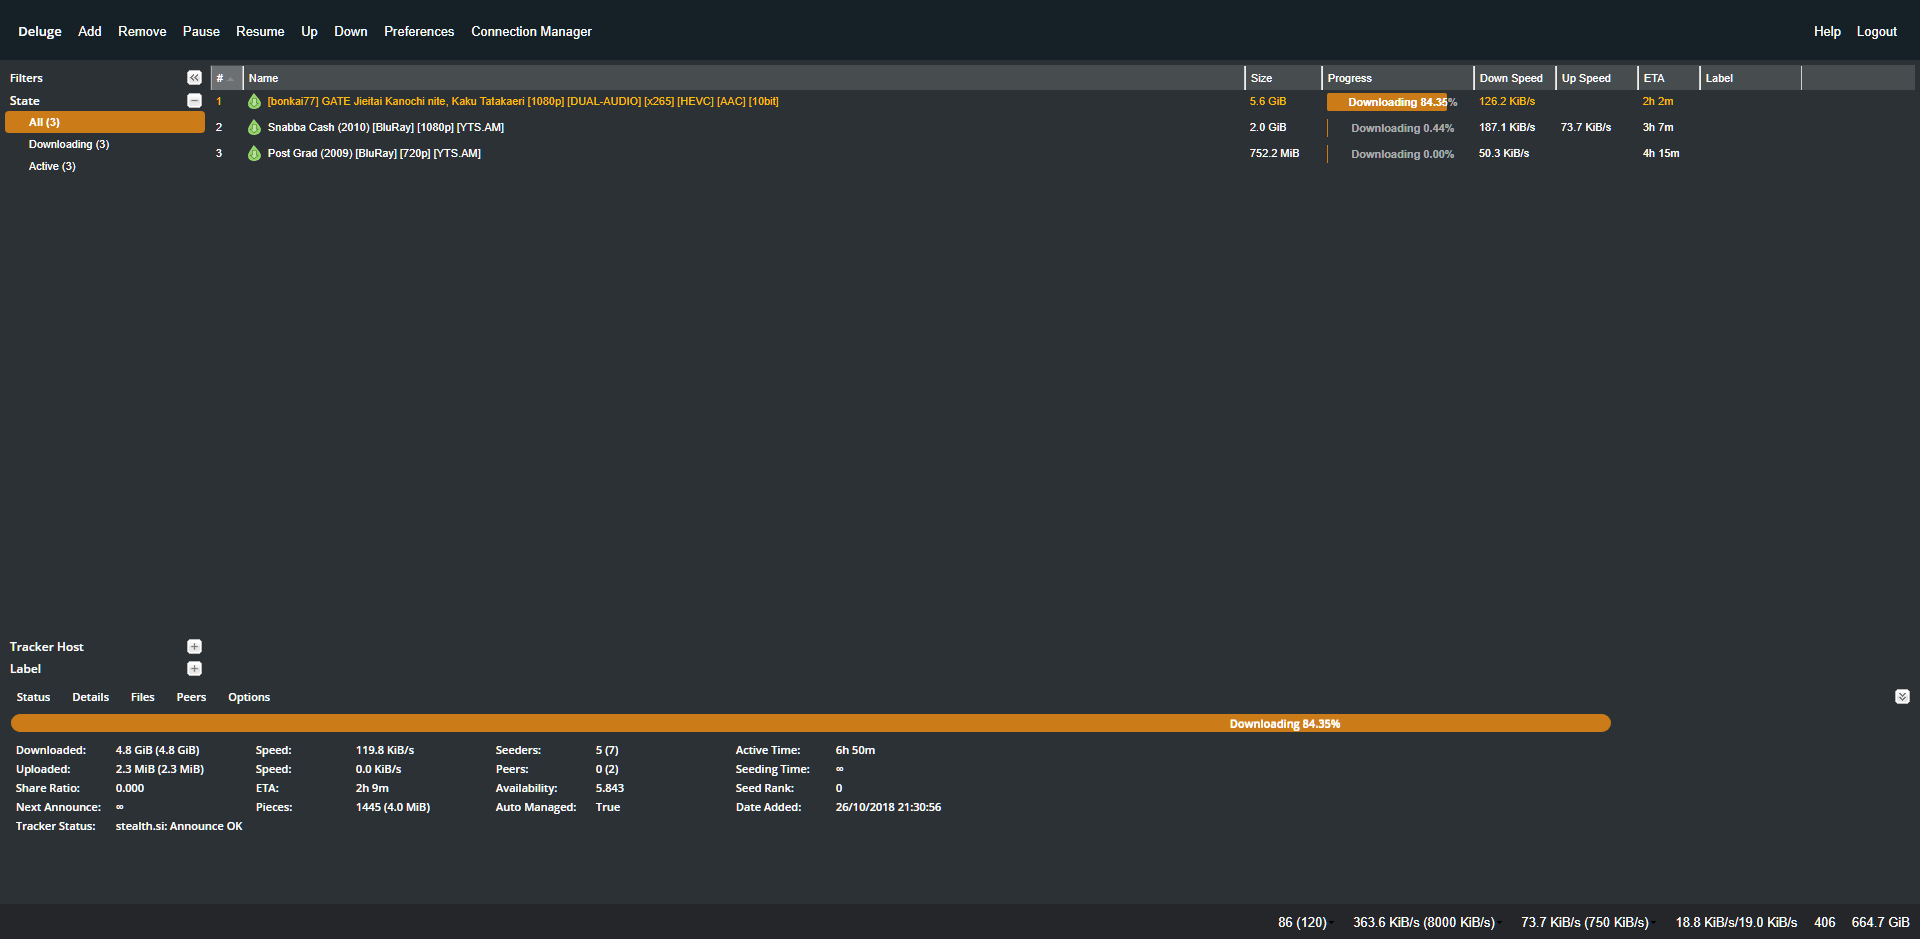 Deluge Add Remove Pause Resume Up Down Preferences Connection Manager Help Logout
Filters
State
All (3)
Downloading (3)
Active (3)
# Name Size Progress Down Speed Up Speed ETA Label
1 [bonkai77] GATE Jieitai Kanochi nite, Kaku Tatakaeri [1080p] [DUAL-AUDIO] [x265] [HEVC] [AAC] [10bit] 5.6 GiB Downloading 84.35% 126.2 KiB/s 2h 2m
2 Snabba Cash (2010) [BluRay] [1080p] [YTS.AM] 2.0 GiB Downloading 0.44% 187.1 KiB/s 73.7 KiB/s 3h 7m
3 Post Grad (2009) [BluRay] [720p] [YTS.AM] 752.2 MiB Downloading 0.00% 50.3 KiB/s 4h 15m
Tracker Host
Label
Status Details Files Peers Options
Downloading 84.35%
Downloaded: 4.8 GiB (4.8 GiB) Speed: 119.8 KiB/s Seeders: 5 (7) Active Time: 6h 50m
Uploaded: 2.3 MiB (2.3 MiB) Speed: 0.0 KiB/s Peers: 0 (2) Seeding Time: ∞
Share Ratio: 0.000 ETA: 2h 9m Availability: 5.843 Seed Rank: 0
Next Announce: ∞ Pieces: 1445 (4.0 MiB) Auto Managed: True Date Added: 26/10/2018 21:30:56
Tracker Status: stealth.si: Announce OK
86 (120) 363.6 KiB/s (8000 KiB/s) 73.7 KiB/s (750 KiB/s) 18.8 KiB/s/19.0 KiB/s 406 664.7 GiB